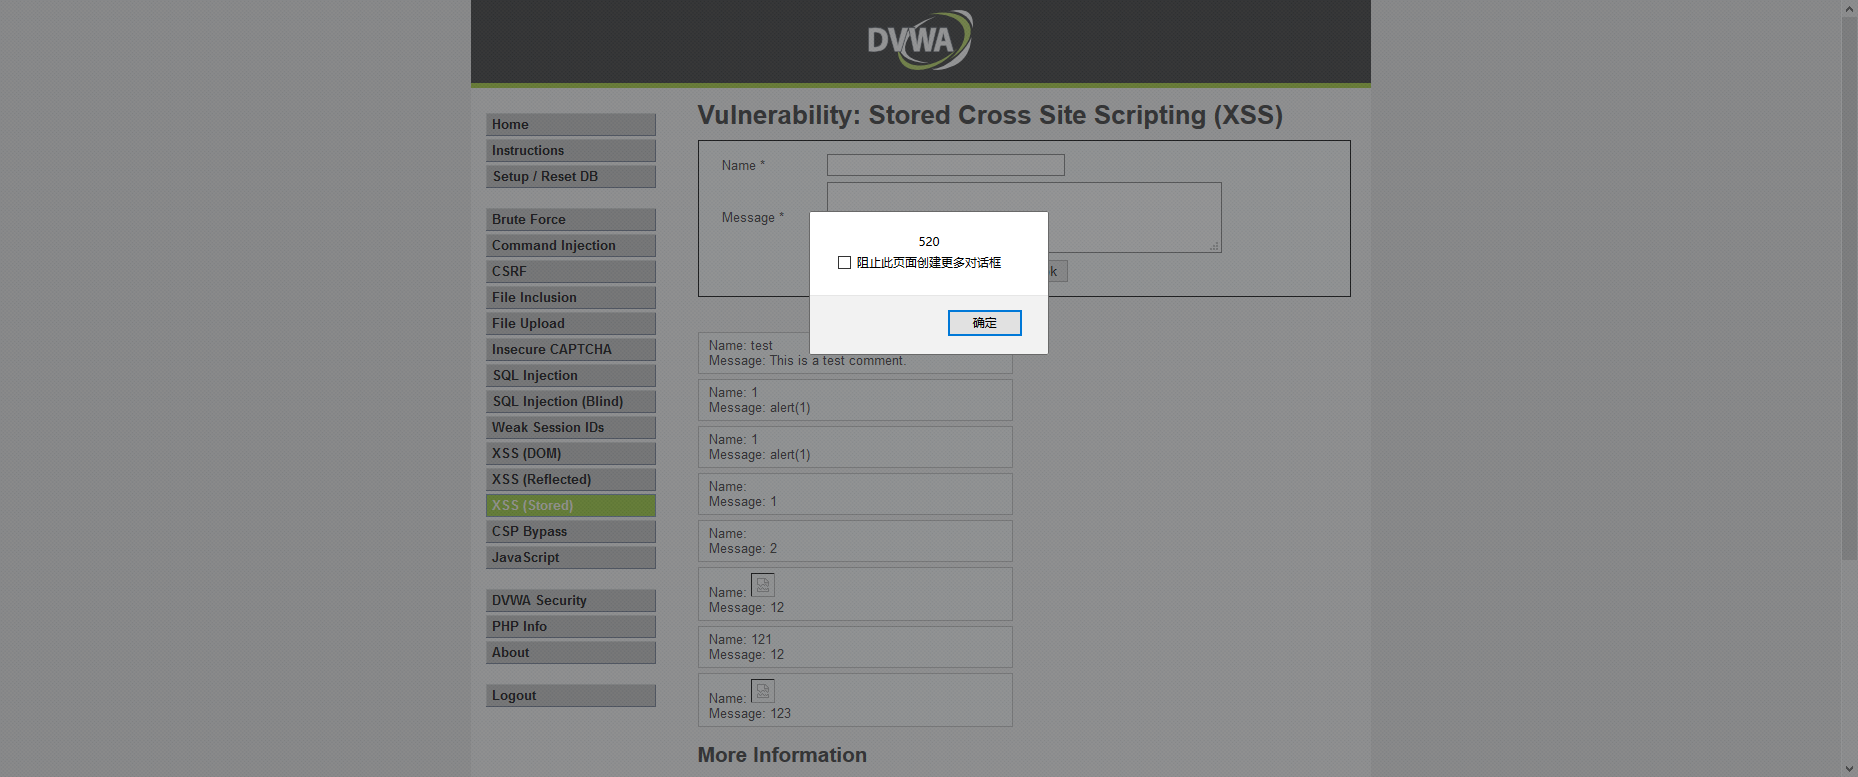 DVWA
Home
Instructions
Setup / Reset DB
Brute Force
Command Injection
CSRF
File Inclusion
File Upload
Insecure CAPTCHA
SQL Injection
SQL Injection (Blind)
Weak Session IDs
XSS (DOM)
XSS (Reflected)
XSS (Stored)
CSP Bypass
JavaScript
DVWA Security
PHP Info
About
Logout
Vulnerability: Stored Cross Site Scripting (XSS)
Name *
Message *
520
阻止此页面创建更多对话框
确定
Name: test
Message: This is a test comment.
Name: 1
Message: alert(1)
Name: 1
Message: alert(1)
Name:
Message: 1
Name:
Message: 2
Name:
Message: 12
Name: 121
Message: 12
Name:
Message: 123
More Information